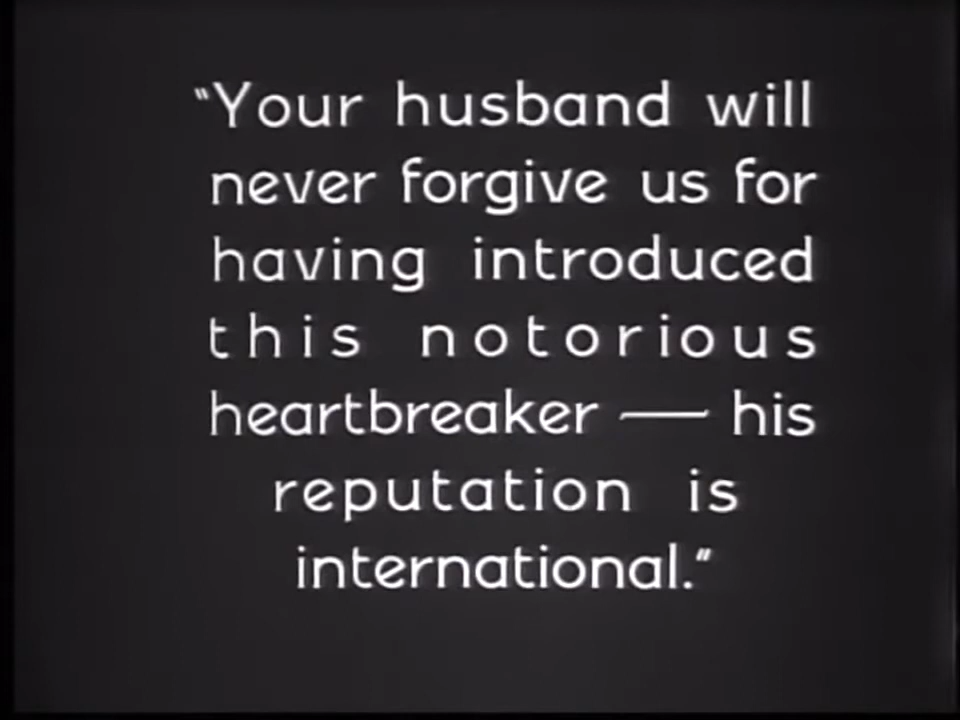 "Your husband will
never forgive us for
having introduced
this notorious
heartbreaker — his
reputation is
international."